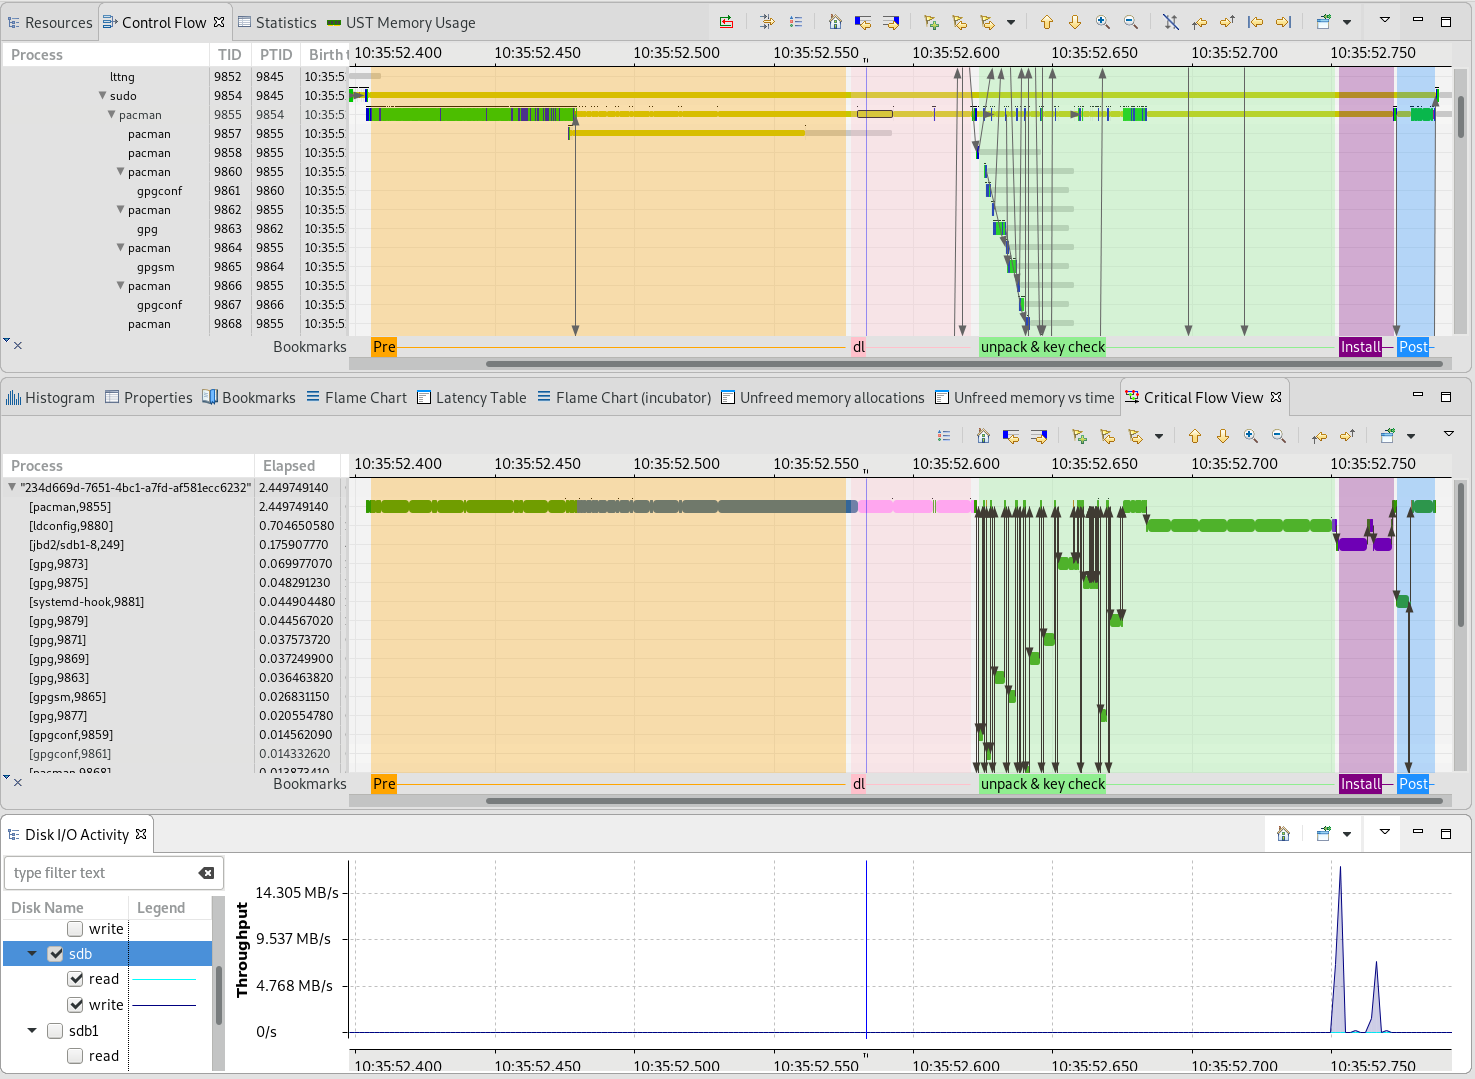 Resources Control Flow Statistics UST Memory Usage
Process TID PTID Birth t 10:35:52.400 10:35:52.450 10:35:52.500 10:35:52.550 10:35:52.600 10:35:52.650 10:35:52.700 10:35:52.750
lttng 9852 9845 10:35:5
sudo 9854 9845 10:35:5
pacman 9855 9854 10:35:5
pacman 9857 9855 10:35:5
pacman 9858 9855 10:35:5
pacman 9860 9855 10:35:5
gpgconf 9861 9860 10:35:5
pacman 9862 9855 10:35:5
gpg 9863 9862 10:35:5
pacman 9864 9855 10:35:5
gpgsm 9865 9864 10:35:5
pacman 9866 9855 10:35:5
gpgconf 9867 9866 10:35:5
pacman 9868 9855 10:35:5
Bookmarks Pre dl unpack & key check Install Post
Histogram Properties Bookmarks Flame Chart Latency Table Flame Chart (incubator) Unfreed memory allocations Unfreed memory vs time Critical Flow View
Process Elapsed 10:35:52.400 10:35:52.450 10:35:52.500 10:35:52.550 10:35:52.600 10:35:52.650 10:35:52.700 10:35:52.750
"234d669d-7651-4bc1-a7fd-af581ecc6232" 2.449749140
[pacman,9855] 2.449749140
[ldconfig,9880] 0.704650580
[jbd2/sdb1-8,249] 0.175907770
[gpg,9873] 0.069977070
[gpg,9875] 0.048291230
[systemd-hook,9881] 0.044904480
[gpg,9879] 0.044567020
[gpg,9871] 0.037573720
[gpg,9869] 0.037249900
[gpg,9863] 0.036463820
[gpgsm,9865] 0.026831150
[gpg,9877] 0.020554780
[gpgconf,9859] 0.014562090
[gpgconf,9861] 0.014332620
[pacman,9868] 0.013873410
Bookmarks Pre dl unpack & key check Install Post
Disk I/O Activity
type filter text
Disk Name Legend
write
sdb
read
write
sdb1
read
Throughput
14.305 MB/s
9.537 MB/s
4.768 MB/s
0/s
10:35:52.400 10:35:52.450 10:35:52.500 10:35:52.550 10:35:52.600 10:35:52.650 10:35:52.700 10:35:52.750